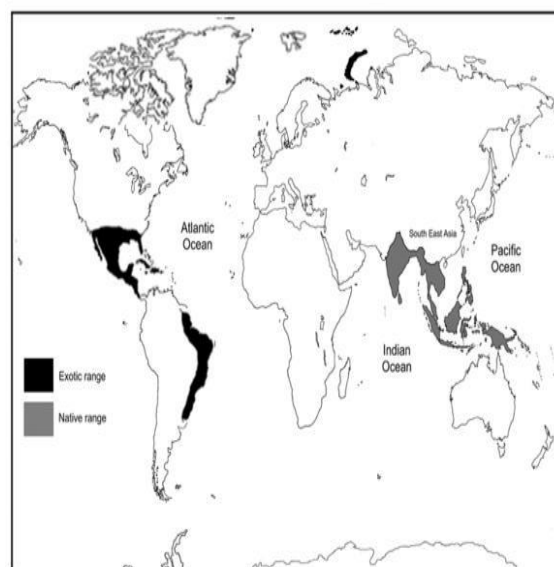 South East Asia
Atlantic
Ocean
Pacific
Ocean
Indian
Ocean
Exotic range
Native range